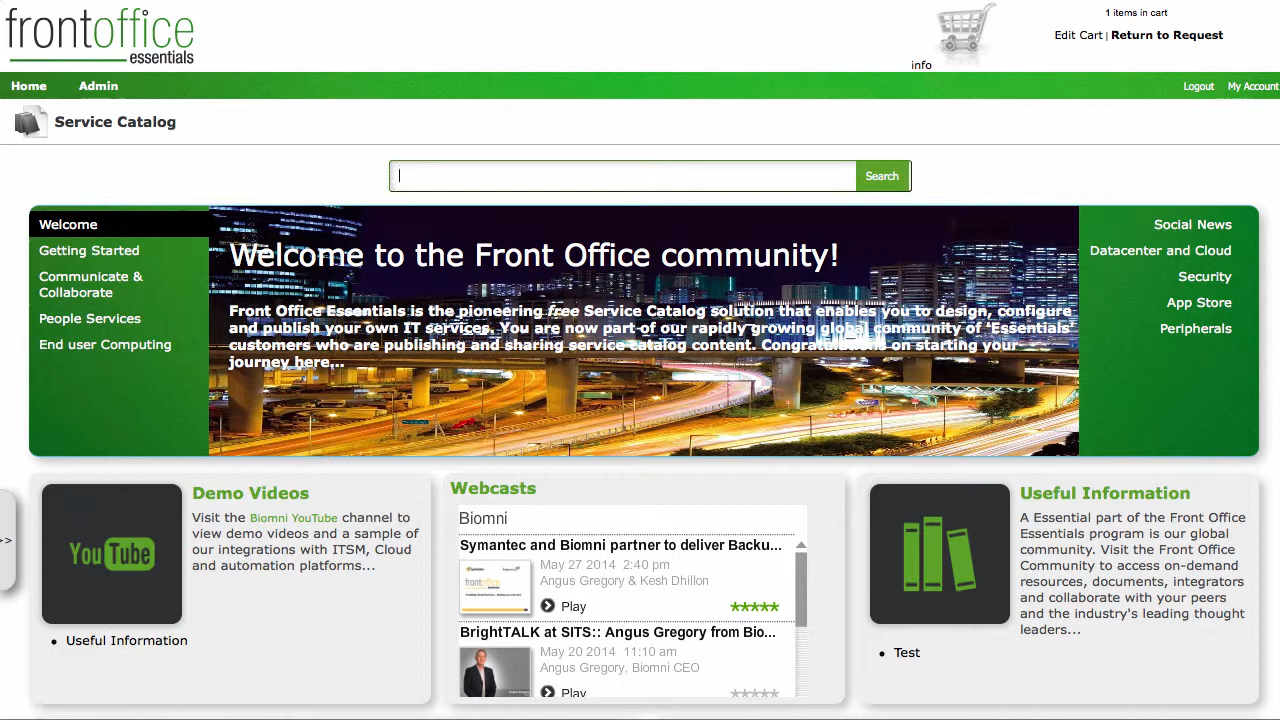 frontoffice
essentials
info
1 items in cart
Edit Cart | Return to Request
Home
Admin
Logout
My Account
Service Catalog
Search
Welcome
Getting Started
Communicate &
Collaborate
People Services
End user Computing
Welcome to the Front Office community!
Front Office Essentials is the pioneering free Service Catalog solution that enables you to design, configure
and publish your own IT services. You are now part of our rapidly growing global community of 'Essentials'
customers who are publishing and sharing service catalog content. Congratulations on starting your
journey here...
Social News
Datacenter and Cloud
Security
App Store
Peripherals
>>
YouTube
Demo Videos
Visit the Biomni YouTube channel to
view demo videos and a sample of
our integrations with ITSM, Cloud
and automation platforms...
• Useful Information
Webcasts
Biomni
Symantec and Biomni partner to deliver Backu...
May 27 2014 2:40 pm
Angus Gregory & Kesh Dhillon
Play
BrightTALK at SITS:: Angus Gregory from Bio...
May 20 2014 11:10 am
Angus Gregory, Biomni CEO
Play
Useful Information
A Essential part of the Front Office
Essentials program is our global
community. Visit the Front Office
Community to access on-demand
resources, documents, integrators
and collaborate with your peers
and the industry's leading thought
leaders...
• Test